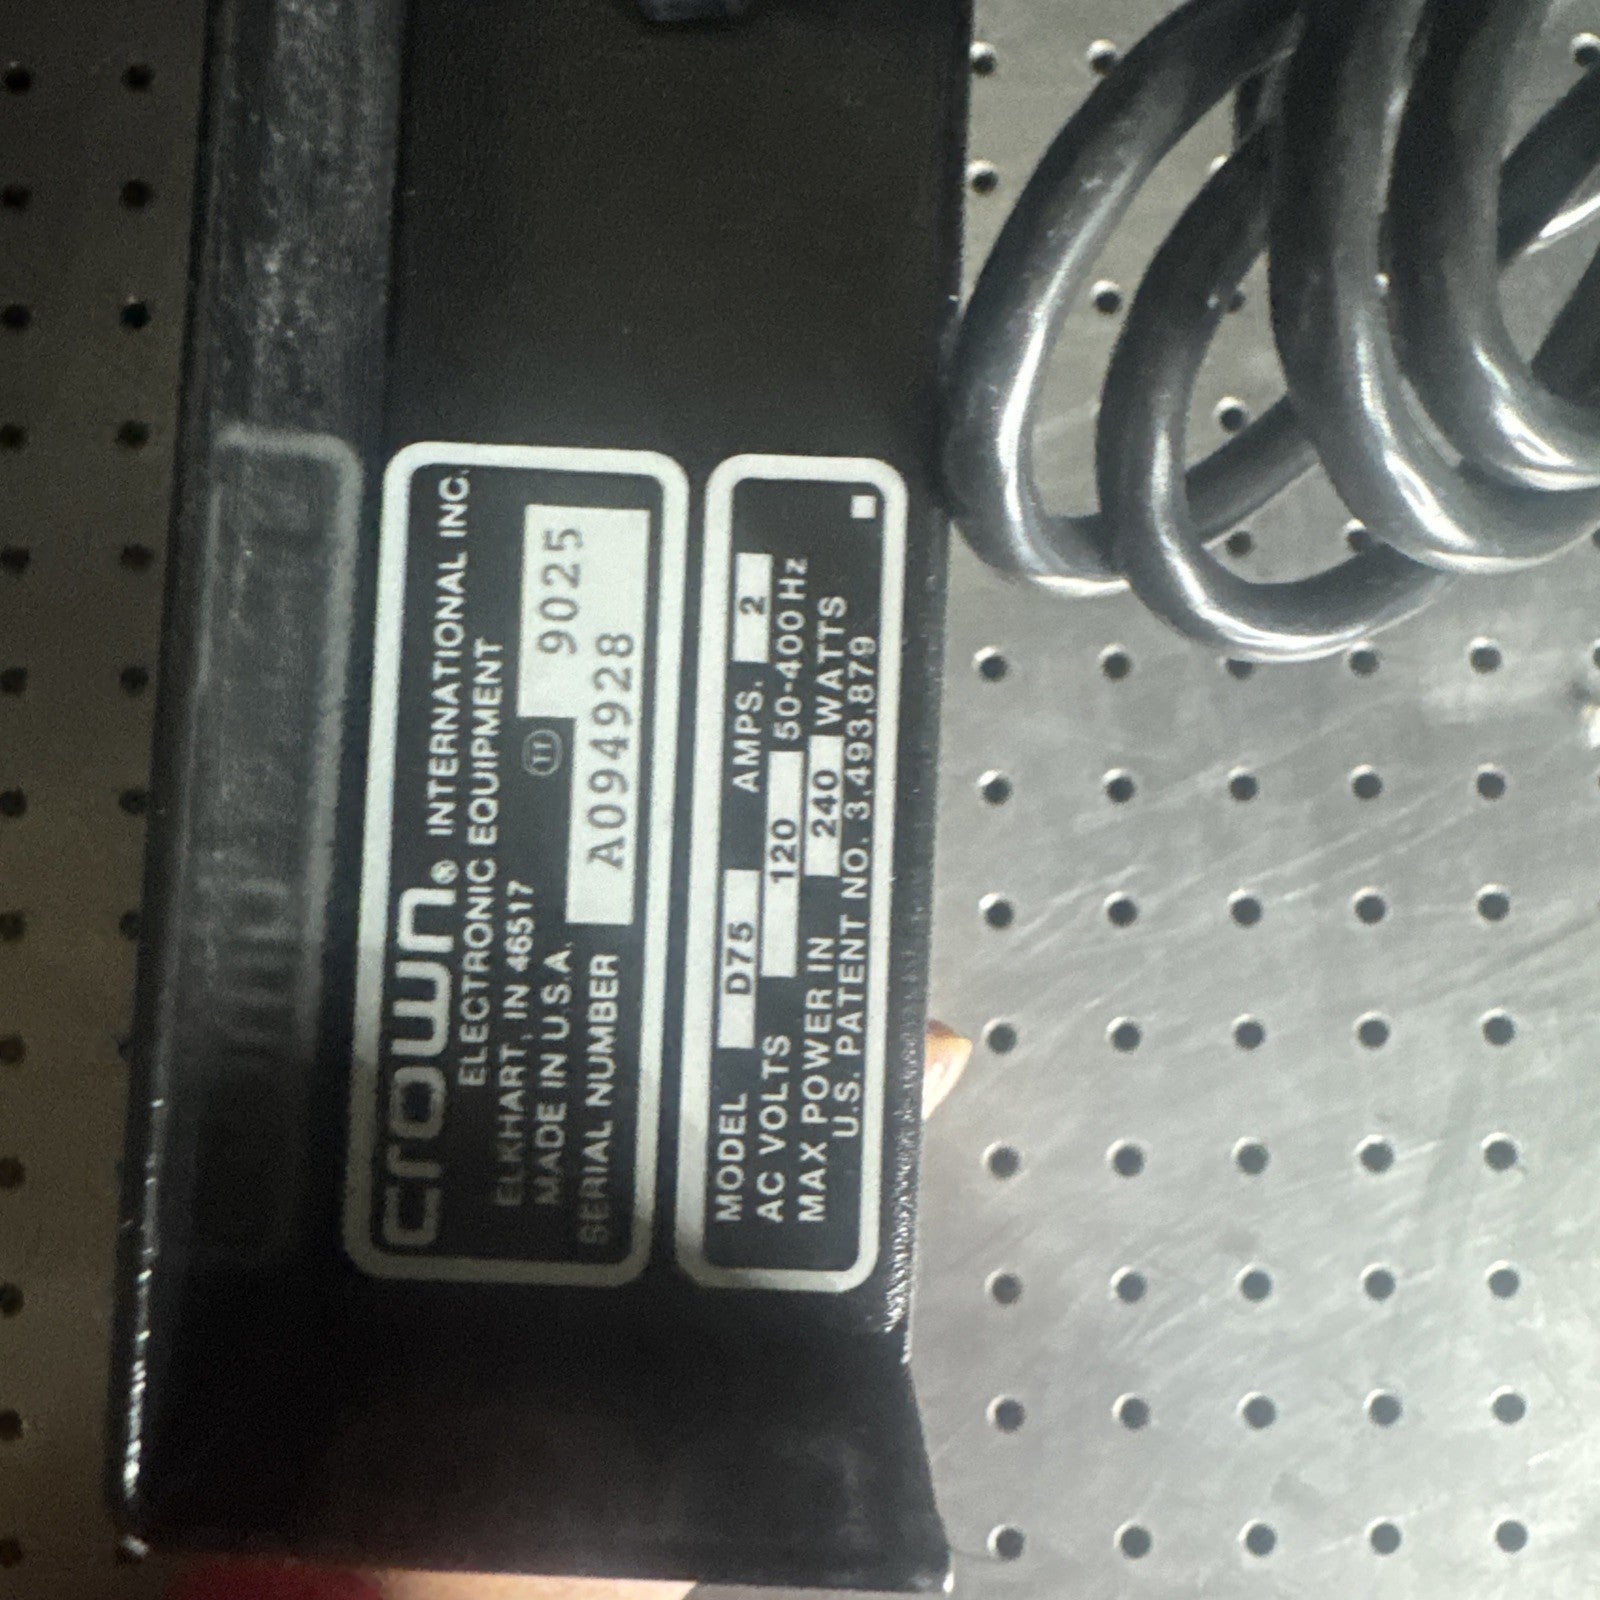 crown® INTERNATIONAL INC.
ELECTRONIC EQUIPMENT
ELKHART, IN 46517
MADE IN U.S.A. 9025
SERIAL NUMBER A094928
MODEL D75 AMPS. 2
AC VOLTS 120 50-400 Hz
MAX POWER IN 240 WATTS
U.S. PATENT NO. 3,493,879